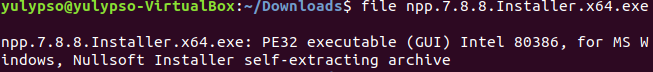 yulypso@yulypso-VirtualBox:~/Downloads$ file npp.7.8.8.Installer.x64.exe
npp.7.8.8.Installer.x64.exe: PE32 executable (GUI) Intel 80386, for MS W
indows, Nullsoft Installer self-extracting archive